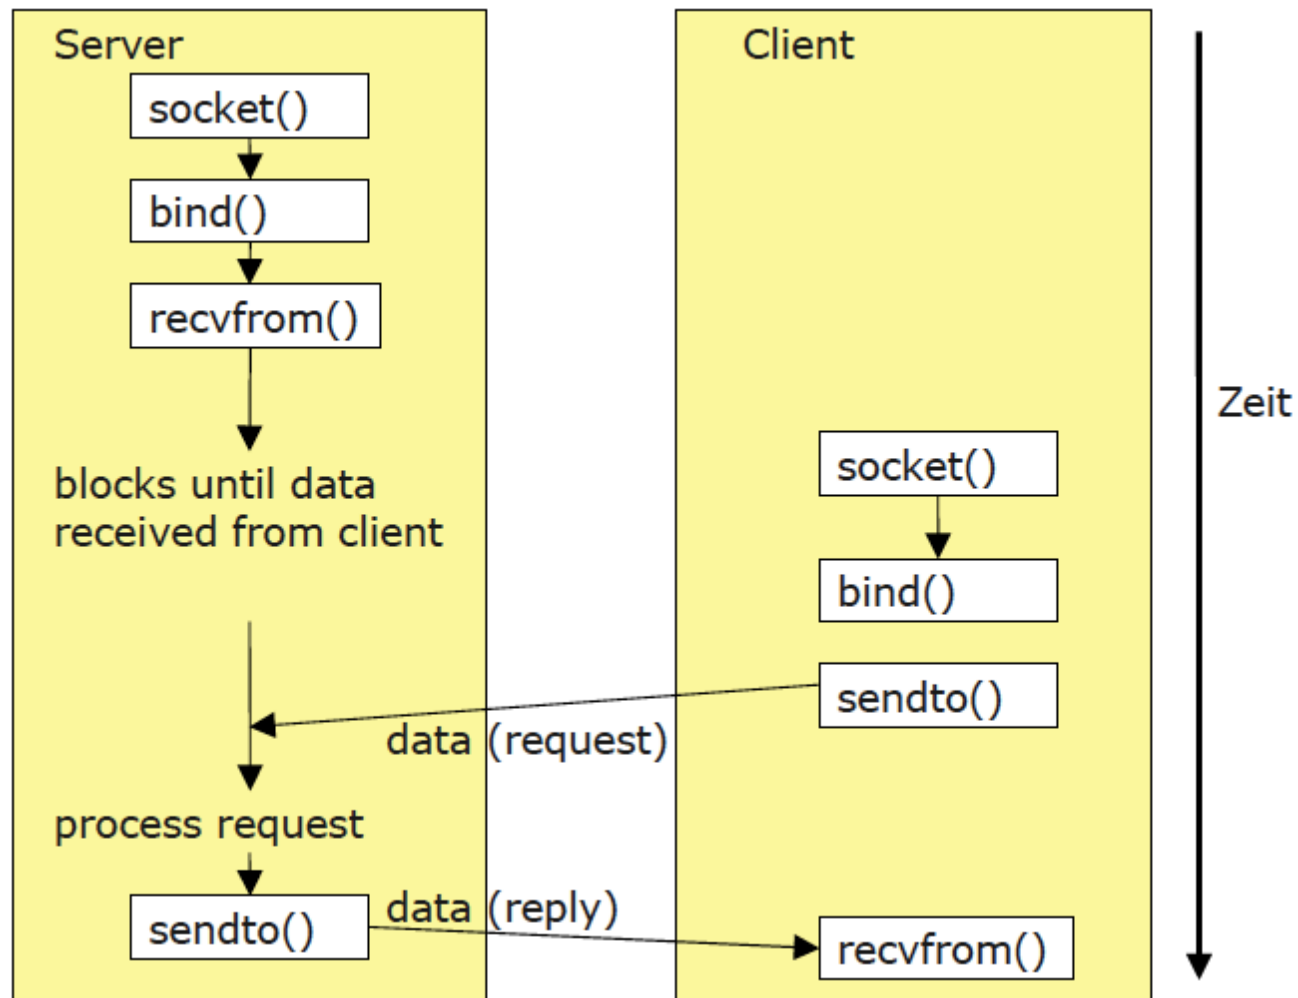 Server
socket()
bind()
recvfrom()
blocks until data
received from client
process request
sendto()
data (request)
data (reply)
Client
socket()
bind()
sendto()
recvfrom()
Zeit